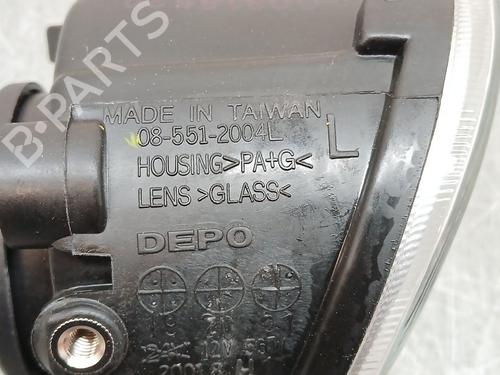 B-PARTS
MADE IN TAIWAN
08-551-2004L
L
HOUSING>PA+G<
LENS >GLASS<
DEPO
12V